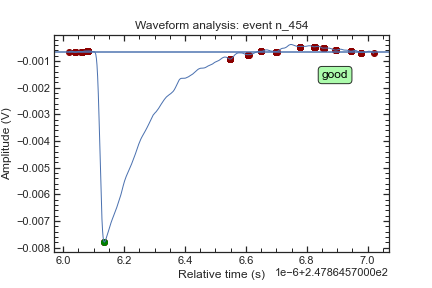 Waveform analysis: event n_454
Amplitude (V)
−0.001
−0.002
−0.003
−0.004
−0.005
−0.006
−0.007
−0.008
good
6.0 6.2 6.4 6.6 6.8 7.0
Relative time (s)
1e−6+2.4786457000e2